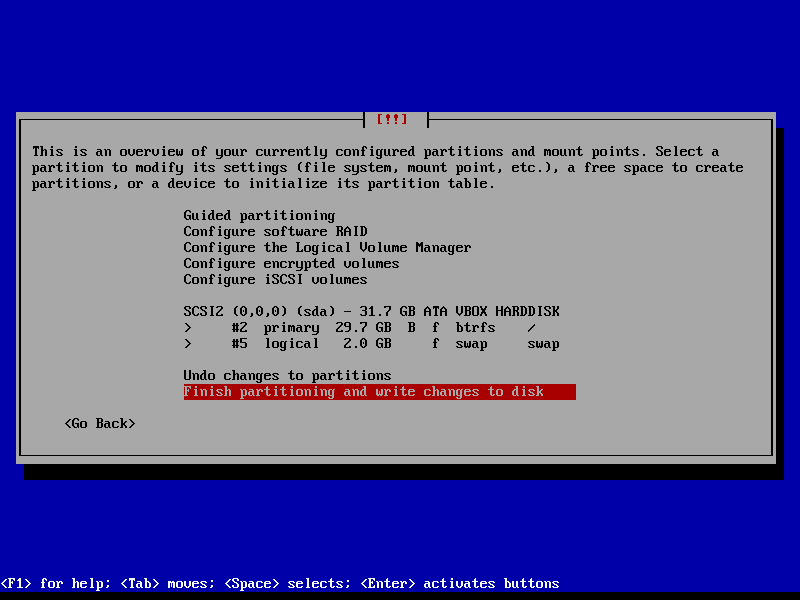 [!!]
This is an overview of your currently configured partitions and mount points. Select a
partition to modify its settings (file system, mount point, etc.), a free space to create
partitions, or a device to initialize its partition table.
Guided partitioning
Configure software RAID
Configure the Logical Volume Manager
Configure encrypted volumes
Configure iSCSI volumes
SCSI2 (0,0,0) (sda) - 31.7 GB ATA VBOX HARDDISK
>     #2  primary  29.7 GB  B  f  btrfs    /
>     #5  logical   2.0 GB     f  swap     swap
Undo changes to partitions
Finish partitioning and write changes to disk
<Go Back>
<F1> for help; <Tab> moves; <Space> selects; <Enter> activates buttons